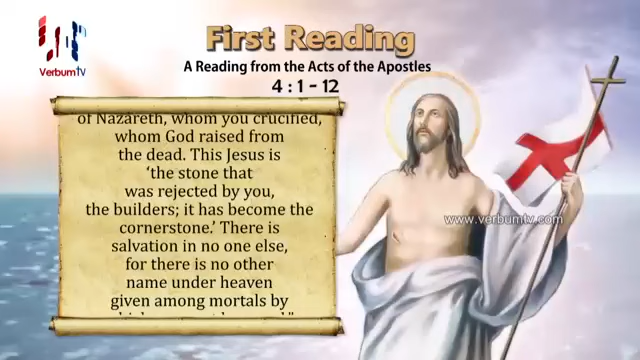 VerbumTV
First Reading
A Reading from the Acts of the Apostles
4 : 1 - 12
of Nazareth, whom you crucified,
whom God raised from
the dead. This Jesus is
‘the stone that
was rejected by you,
the builders; it has become the
cornerstone.’ There is
salvation in no one else,
for there is no other
name under heaven
given among mortals by
www.verbumtv.com